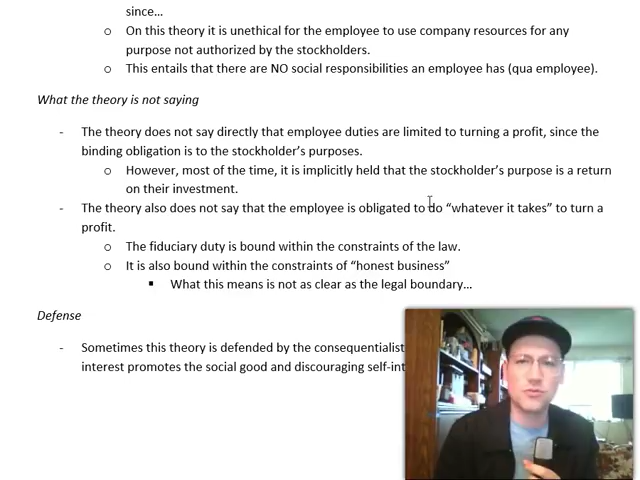 since…
o On this theory it is unethical for the employee to use company resources for any
purpose not authorized by the stockholders.
o This entails that there are NO social responsibilities an employee has (qua employee).
What the theory is not saying
- The theory does not say directly that employee duties are limited to turning a profit, since the
binding obligation is to the stockholder’s purposes.
o However, most of the time, it is implicitly held that the stockholder’s purpose is a return
on their investment.
- The theory also does not say that the employee is obligated to do “whatever it takes” to turn a
profit.
o The fiduciary duty is bound within the constraints of the law.
o It is also bound within the constraints of “honest business”
▪ What this means is not as clear as the legal boundary…
Defense
- Sometimes this theory is defended by the consequentialist
interest promotes the social good and discouraging self-int